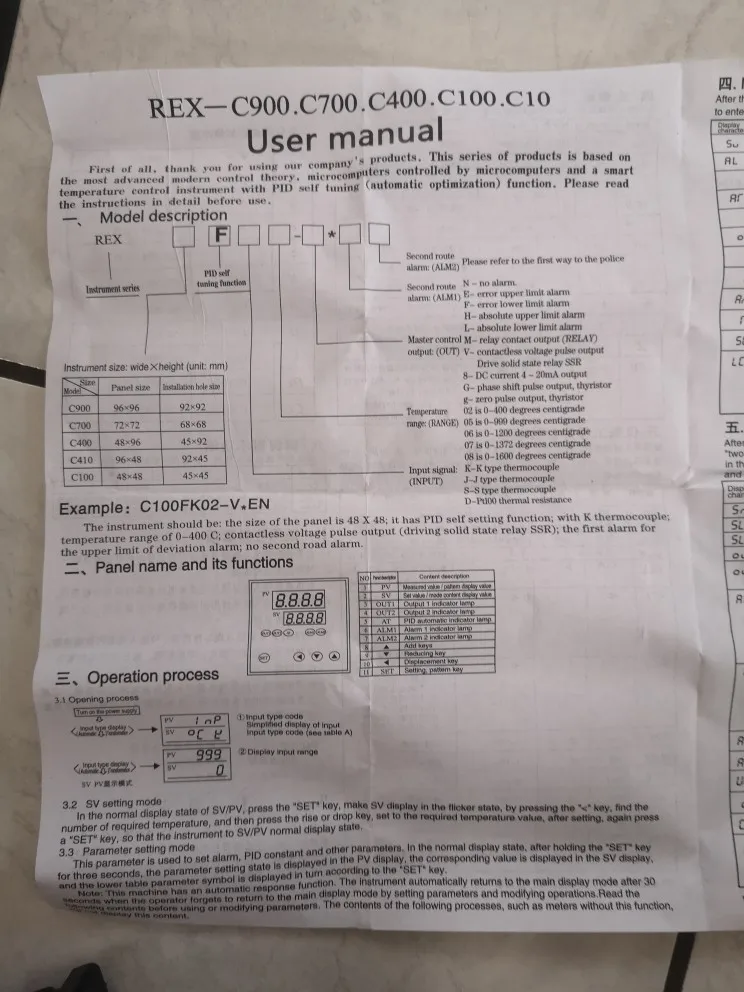 REX—C900.C700.C400.C100.C10
User manual
First of all, thank you for using our company's products. This series of products is based on
the most advanced modern control theory, microcomputers controlled by microcomputers and a smart
temperature control instrument with PID self tuning (automatic optimization) function. Please read
the instructions in detail before use.
一、 Model description
REX F - *
Instrument series
PID self
tuning function
Second route
alarm: (ALM2) Please refer to the first way to the police
Second route
alarm: (ALM1)
N – no alarm.
E– error upper limit alarm
F– error lower limit alarm
H– absolute upper limit alarm
L– absolute lower limit alarm
Master control
output: (OUT)
M– relay contact output (RELAY)
V– contactless voltage pulse output
Drive solid state relay SSR
8– DC current 4 ~ 20mA output
G– phase shift pulse output, thyristor
g– zero pulse output, thyristor
Temperature
range: (RANGE)
02 is 0~400 degrees centigrade
05 is 0~999 degrees centigrade
06 is 0~1200 degrees centigrade
07 is 0~1372 degrees centigrade
08 is 0~1600 degrees centigrade
Input signal:
(INPUT)
K–K type thermocouple
J–J type thermocouple
S–S type thermocouple
D–Pt100 thermal resistance
Instrument size: wide×height (unit: mm)
Size
Model Panel size Installation hole size
C900 96×96 92×92
C700 72×72 68×68
C400 48×96 45×92
C410 96×48 92×45
C100 48×48 45×45
Example: C100FK02-V*EN
The instrument should be: the size of the panel is 48 X 48; it has PID self setting function; with K thermocouple;
temperature range of 0~400 C; contactless voltage pulse output (driving solid state relay SSR); the first alarm for
the upper limit of deviation alarm; no second road alarm.
二、Panel name and its functions
PV 8.8.8.8
SV 8.8.8.8
SET
NO Content description
1 PV Measured value / pattern display value
2 SV Set value / mode content display value
3 OUT1 Output 1 indicator lamp
4 OUT2 Output 2 indicator lamp
5 AT PID automatic indicator lamp
6 ALM1 Alarm 1 indicator lamp
7 ALM2 Alarm 2 indicator lamp
8 ▲ Add keys
9 ▼ Reducing key
10 ◀ Displacement key
11 SET Setting, pattern key
三、Operation process
3.1 Opening process
Turn on the power supply
Input type display
PV InP
SV
① Input type code
Simplified display of input
Input type code (see table A)
Input type display
PV 999
SV 0
② Display input range
SV PV显示模式
3.2 SV setting mode
In the normal display state of SV/PV, press the "SET" key, make SV display in the flicker state, by pressing the "<" key, find the
number of required temperature, and then press the rise or drop key, set to the required temperature value, after setting, again press
a "SET" key, so that the instrument to SV/PV normal display state.
3.3 Parameter setting mode
This parameter is used to set alarm, PID constant and other parameters. In the normal display state, after holding the "SET" key
for three seconds, the parameter setting state is displayed in the PV display, the corresponding value is displayed in the SV display,
and the lower table parameter symbol is displayed in turn according to the "SET" key.
Note: This machine has an automatic response function. The instrument automatically returns to the main display mode after 30
seconds when the operator forgets to return to the main display mode by setting parameters and modifying operations.Read the
following contents before using or modifying parameters. The contents of the following processes, such as meters without this function,
display this content.
四.
After
to ente
Display
AL
五.
After
"two
in th
and